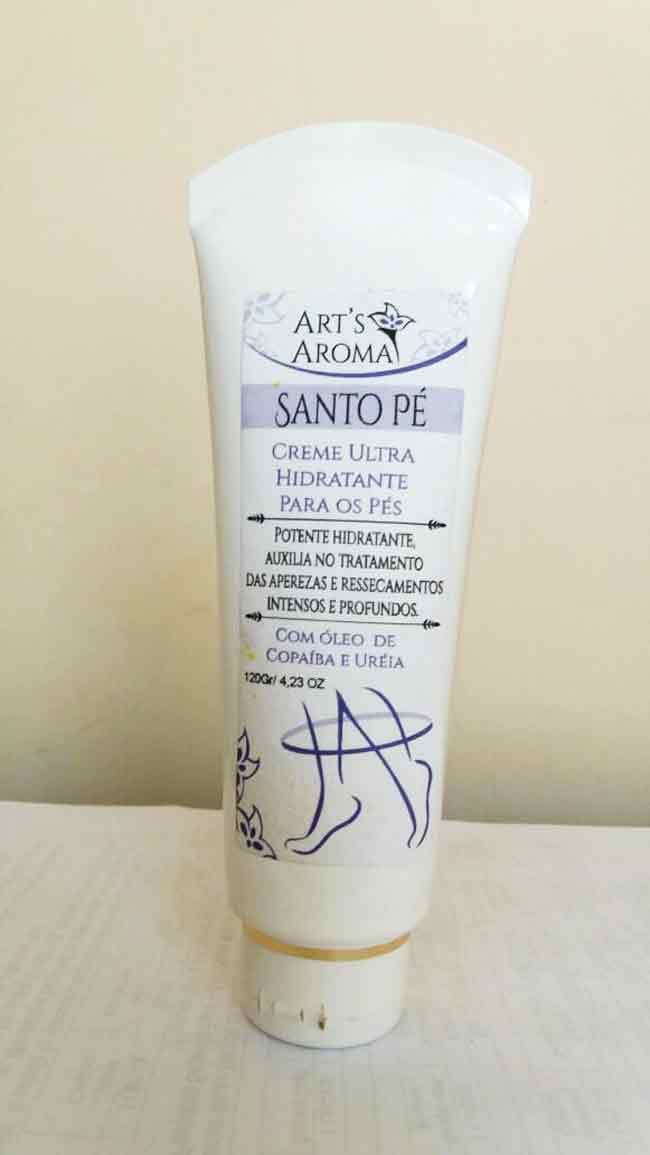 ART'S
AROMA
SANTO PÉ
CREME ULTRA
HIDRATANTE
PARA OS PÉS
POTENTE HIDRATANTE,
AUXILIA NO TRATAMENTO
DAS APEREZAS E RESSECAMENTOS
INTENSOS E PROFUNDOS.
COM ÓLEO DE
COPAÍBA E URÉIA
120Gr/ 4,23 OZ